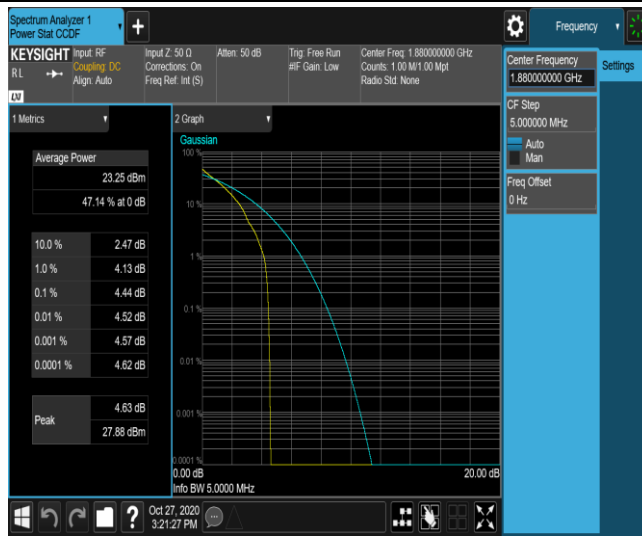 Spectrum Analyzer 1
Power Stat CCDF
+
Frequency
KEYSIGHT
RL
Input: RF
Coupling: DC
Align: Auto
Input Z: 50 Ω
Corrections: On
Freq Ref: Int (S)
Atten: 50 dB
Trig: Free Run
#IF Gain: Low
Center Freq: 1.880000000 GHz
Counts: 1.00 M/1.00 Mpt
Radio Std: None
LXI
1 Metrics
Average Power
23.25 dBm
47.14 % at 0 dB
10.0 % 2.47 dB
1.0 % 4.13 dB
0.1 % 4.44 dB
0.01 % 4.52 dB
0.001 % 4.57 dB
0.0001 % 4.62 dB
Peak
4.63 dB
27.88 dBm
2 Graph
Gaussian
100 %
10 %
1 %
0.1 %
0.01 %
0.001 %
0.0001 %
0.00 dB
20.00 dB
Info BW 5.0000 MHz
Center Frequency
1.880000000 GHz
Settings
CF Step
5.000000 MHz
Auto
Man
Freq Offset
0 Hz
?
Oct 27, 2020
3:21:27 PM